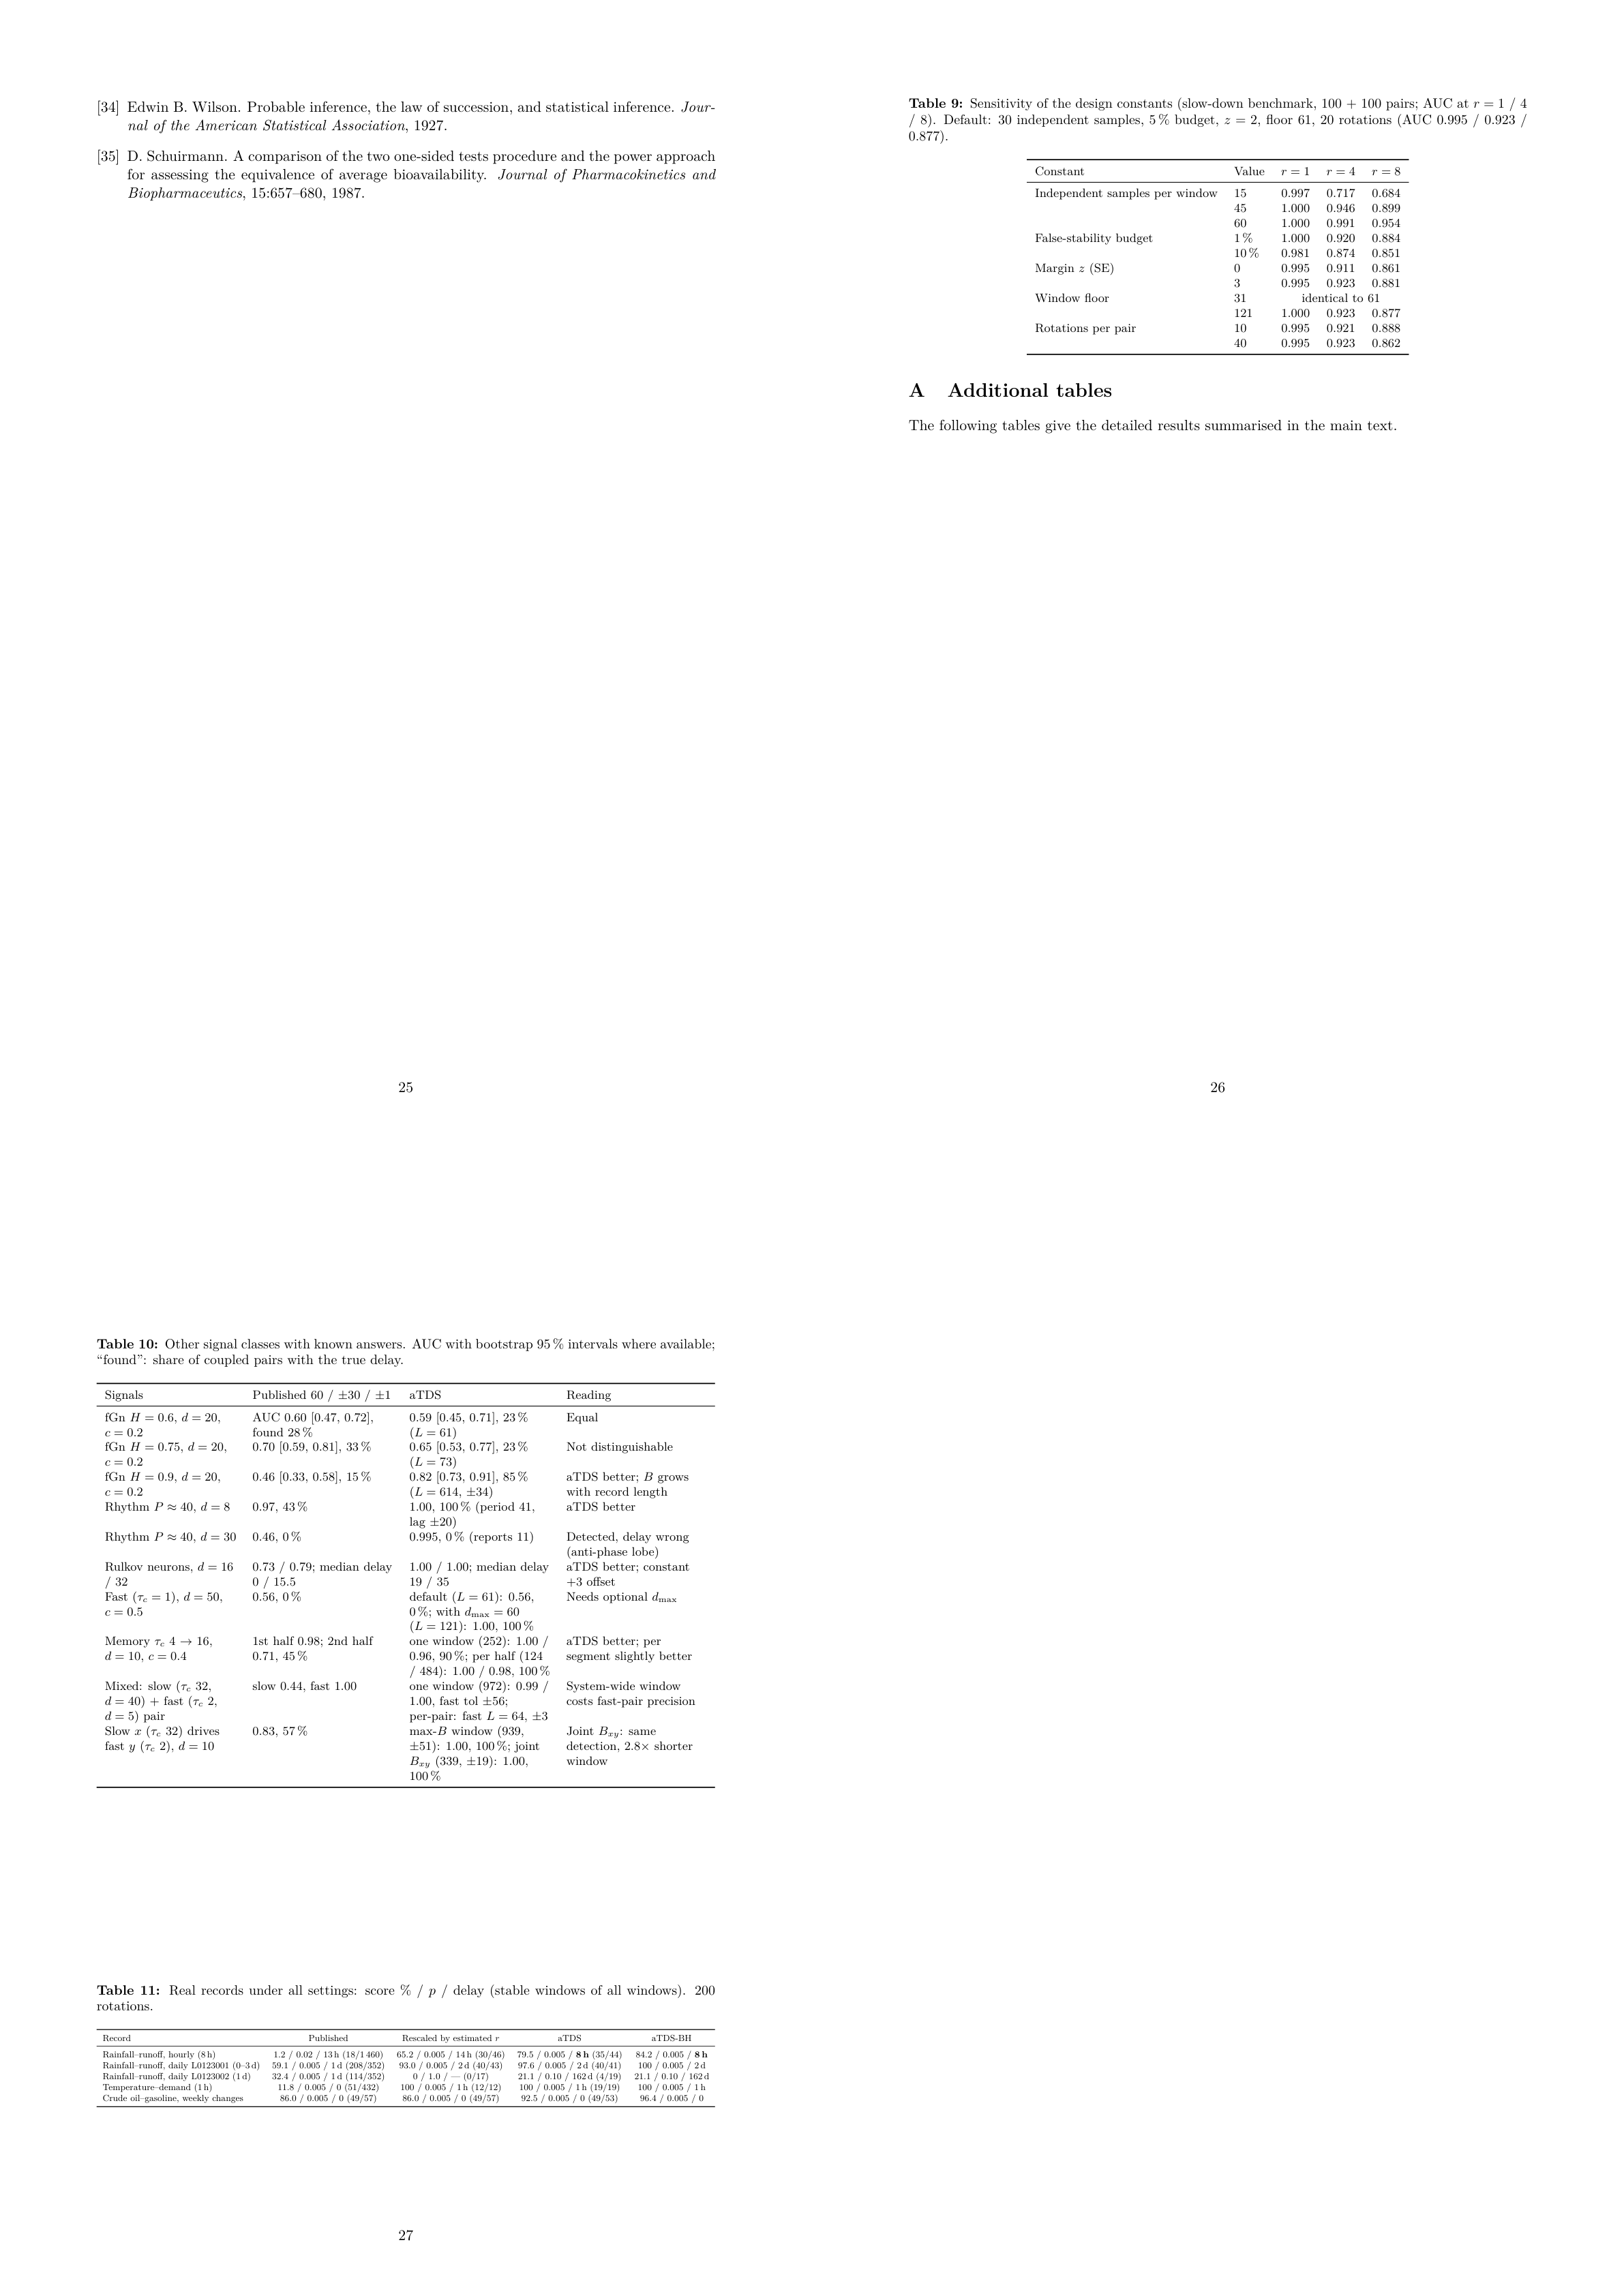 [34] Edwin B. Wilson. Probable inference, the law of succession, and statistical inference. Jour-
nal of the American Statistical Association, 1927.
[35] D. Schuirmann. A comparison of the two one-sided tests procedure and the power approach
for assessing the equivalence of average bioavailability. Journal of Pharmacokinetics and
Biopharmaceutics, 15:657–680, 1987.
25
Table 9: Sensitivity of the design constants (slow-down benchmark, 100 + 100 pairs; AUC at r = 1 / 4
/ 8). Default: 30 independent samples, 5 % budget, z = 2, floor 61, 20 rotations (AUC 0.995 / 0.923 /
0.877).
Constant Value r = 1 r = 4 r = 8
Independent samples per window 15 0.997 0.717 0.684
45 1.000 0.946 0.899
60 1.000 0.991 0.954
False-stability budget 1 % 1.000 0.920 0.884
10 % 0.981 0.874 0.851
Margin z (SE) 0 0.995 0.911 0.861
3 0.995 0.923 0.881
Window floor 31 identical to 61
121 1.000 0.923 0.877
Rotations per pair 10 0.995 0.921 0.888
40 0.995 0.923 0.862
A Additional tables
The following tables give the detailed results summarised in the main text.
26
Table 10: Other signal classes with known answers. AUC with bootstrap 95 % intervals where available;
“found”: share of coupled pairs with the true delay.
Signals Published 60 / ±30 / ±1 aTDS Reading
fGn H = 0.6, d = 20, AUC 0.60 [0.47, 0.72], 0.59 [0.45, 0.71], 23 % Equal
c = 0.2 found 28 % (L = 61)
fGn H = 0.75, d = 20, 0.70 [0.59, 0.81], 33 % 0.65 [0.53, 0.77], 23 % Not distinguishable
c = 0.2 (L = 73)
fGn H = 0.9, d = 20, 0.46 [0.33, 0.58], 15 % 0.82 [0.73, 0.91], 85 % aTDS better; B grows
c = 0.2 (L = 614, ±34) with record length
Rhythm P ≈ 40, d = 8 0.97, 43 % 1.00, 100 % (period 41, aTDS better
lag ±20)
Rhythm P ≈ 40, d = 30 0.46, 0 % 0.995, 0 % (reports 11) Detected, delay wrong
(anti-phase lobe)
Rulkov neurons, d = 16 0.73 / 0.79; median delay 1.00 / 1.00; median delay aTDS better; constant
/ 32 0 / 15.5 19 / 35 +3 offset
Fast (τc = 1), d = 50, 0.56, 0 % default (L = 61): 0.56, Needs optional dmax
c = 0.5 0 %; with dmax = 60
(L = 121): 1.00, 100 %
Memory τc 4 → 16, 1st half 0.98; 2nd half one window (252): 1.00 / aTDS better; per
d = 10, c = 0.4 0.71, 45 % 0.96, 90 %; per half (124 segment slightly better
/ 484): 1.00 / 0.98, 100 %
Mixed: slow (τc 32, slow 0.44, fast 1.00 one window (972): 0.99 / System-wide window
d = 40) + fast (τc 2, 1.00, fast tol ±56; costs fast-pair precision
d = 5) pair per-pair: fast L = 64, ±3
Slow x (τc 32) drives 0.83, 57 % max-B window (939, Joint Bxy: same
fast y (τc 2), d = 10 ±51): 1.00, 100 %; joint detection, 2.8× shorter
Bxy (339, ±19): 1.00, window
100 %
Table 11: Real records under all settings: score % / p / delay (stable windows of all windows). 200
rotations.
Record Published Rescaled by estimated r aTDS aTDS-BH
Rainfall–runoff, hourly (8 h) 1.2 / 0.02 / 13 h (18/1 460) 65.2 / 0.005 / 14 h (30/46) 79.5 / 0.005 / 8 h (35/44) 84.2 / 0.005 / 8 h
Rainfall–runoff, daily L0123001 (0–3 d) 59.1 / 0.005 / 1 d (208/352) 93.0 / 0.005 / 2 d (40/43) 97.6 / 0.005 / 2 d (40/41) 100 / 0.005 / 2 d
Rainfall–runoff, daily L0123002 (1 d) 32.4 / 0.005 / 1 d (114/352) 0 / 1.0 / — (0/17) 21.1 / 0.10 / 162 d (4/19) 21.1 / 0.10 / 162 d
Temperature–demand (1 h) 11.8 / 0.005 / 0 (51/432) 100 / 0.005 / 1 h (12/12) 100 / 0.005 / 1 h (19/19) 100 / 0.005 / 1 h
Crude oil–gasoline, weekly changes 86.0 / 0.005 / 0 (49/57) 86.0 / 0.005 / 0 (49/57) 92.5 / 0.005 / 0 (49/53) 96.4 / 0.005 / 0
27